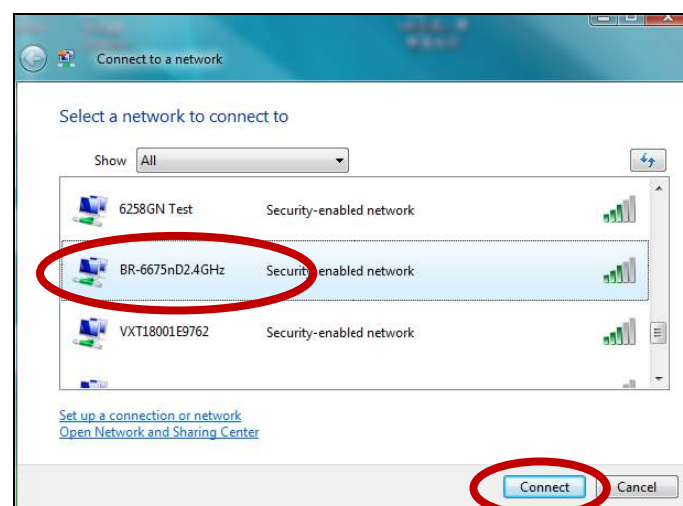 Connect to a network
Select a network to connect to
Show All
6258GN Test Security-enabled network
BR-6675nD2.4GHz Security-enabled network
VXT18001E9762 Security-enabled network
Set up a connection or network
Open Network and Sharing Center
Connect Cancel